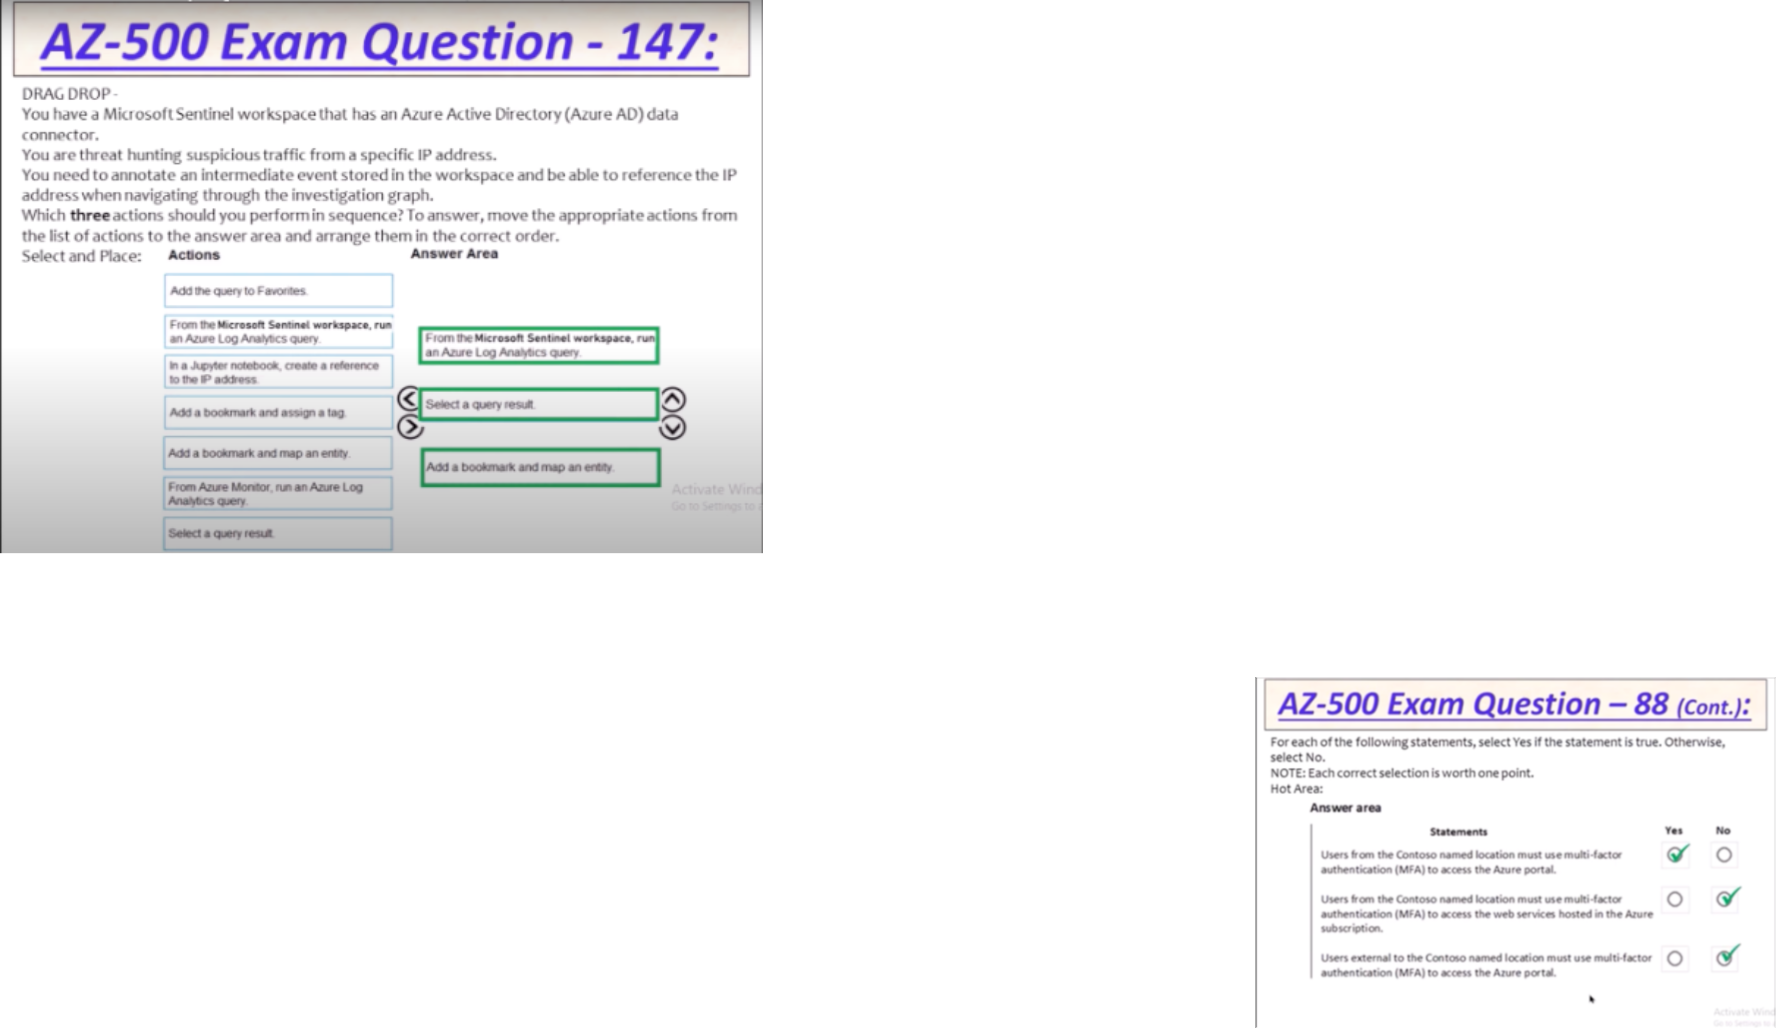 AZ-500 Exam Question - 147:
DRAG DROP -
You have a Microsoft Sentinel workspace that has an Azure Active Directory (Azure AD) data
connector.
You are threat hunting suspicious traffic from a specific IP address.
You need to annotate an intermediate event stored in the workspace and be able to reference the IP
address when navigating through the investigation graph.
Which three actions should you perform in sequence? To answer, move the appropriate actions from
the list of actions to the answer area and arrange them in the correct order.
Select and Place:
Actions
Answer Area
Add the query to Favorites.
From the Microsoft Sentinel workspace, run
an Azure Log Analytics query.
In a Jupyter notebook, create a reference
to the IP address.
Add a bookmark and assign a tag.
Add a bookmark and map an entity.
From Azure Monitor, run an Azure Log
Analytics query.
Select a query result.
From the Microsoft Sentinel workspace, run
an Azure Log Analytics query.
Select a query result.
Add a bookmark and map an entity.
Activate Wind
Go to Settings to
AZ-500 Exam Question – 88 (Cont.):
For each of the following statements, select Yes if the statement is true. Otherwise,
select No.
NOTE: Each correct selection is worth one point.
Hot Area:
Answer area
Statements
Yes
No
Users from the Contoso named location must use multi-factor
authentication (MFA) to access the Azure portal.
Users from the Contoso named location must use multi-factor
authentication (MFA) to access the web services hosted in the Azure
subscription.
Users external to the Contoso named location must use multi-factor
authentication (MFA) to access the Azure portal.
Activate Wind
Go to Settings to